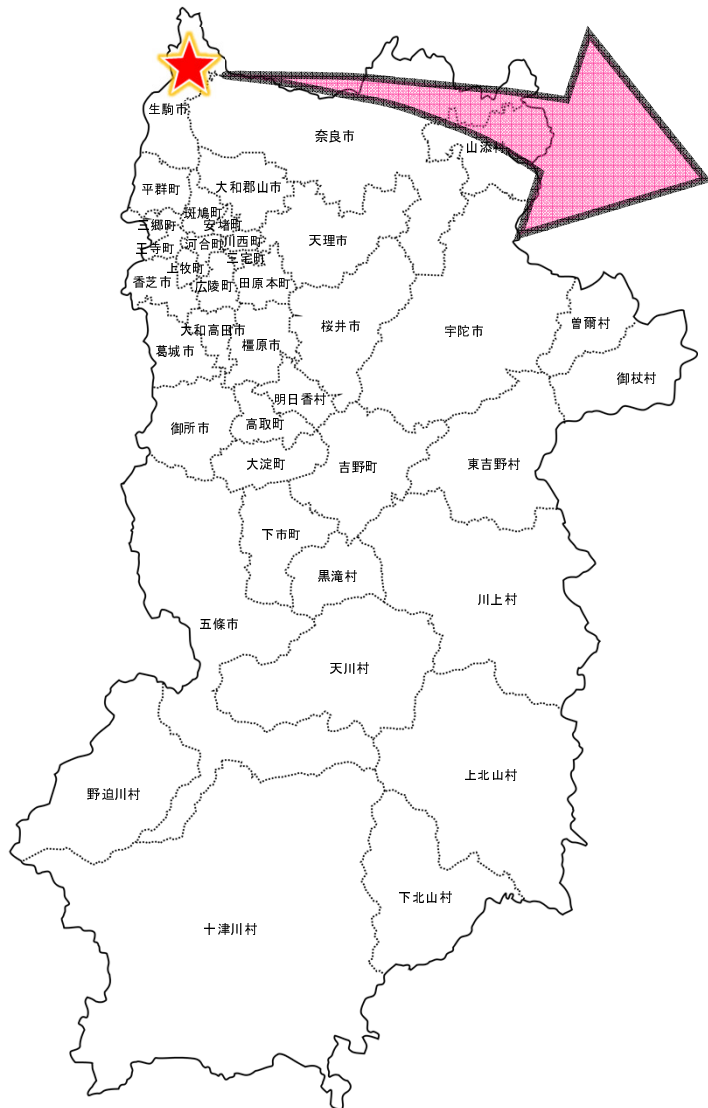 生駒市
奈良市
山添村
平群町
大和郡山市
斑鳩町
三郷町
安堵町
天理市
王寺町
河合町
川西町
三宅町
上牧町
香芝市
広陵町
田原本町
桜井市
宇陀市
曽爾村
大和高田市
橿原市
葛城市
御杖村
明日香村
御所市
高取町
大淀町
吉野町
東吉野村
下市町
黒滝村
川上村
五條市
天川村
上北山村
野迫川村
下北山村
十津川村